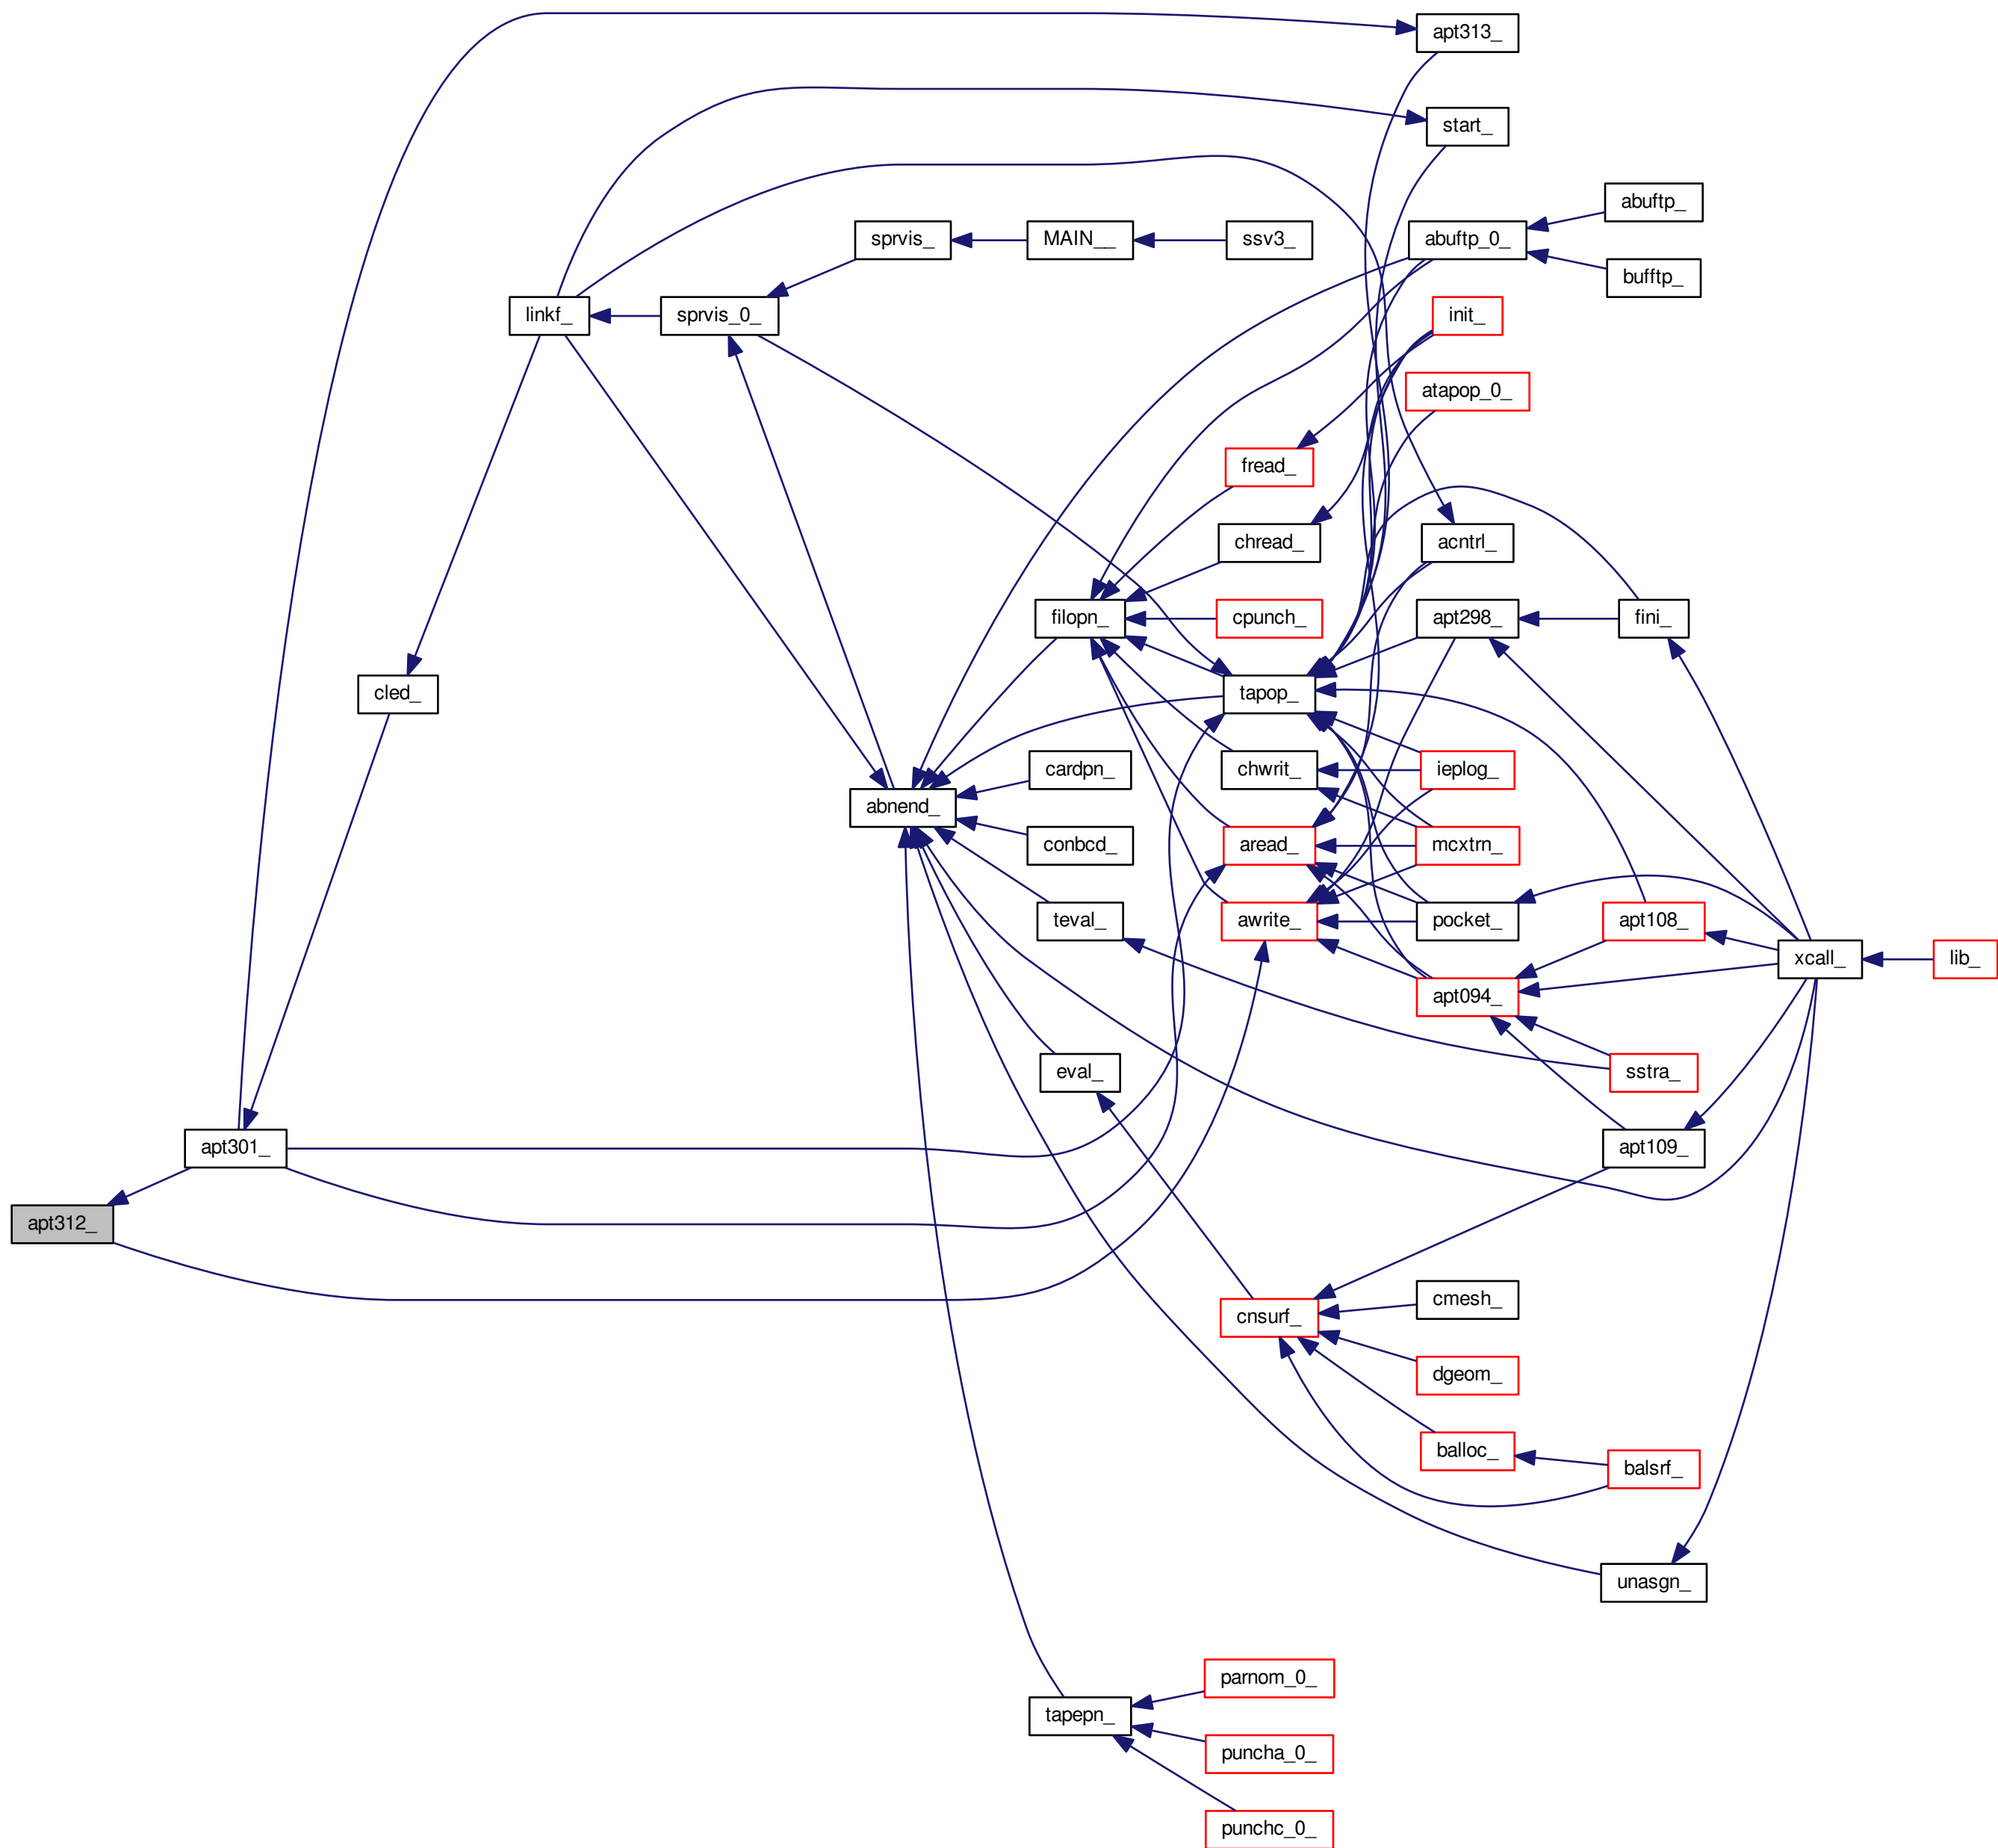 apt313_
start_
abuftp_
sprvis_
MAIN__
ssv3_
abuftp_0_
bufftp_
linkf_
sprvis_0_
init_
atapop_0_
fread_
chread_
acntrl_
filopn_
cpunch_
apt298_
fini_
cled_
tapop_
cardpn_
chwrit_
ieplog_
abnend_
conbcd_
aread_
mcxtrn_
teval_
awrite_
pocket_
apt108_
xcall_
lib_
apt094_
eval_
sstra_
apt301_
apt109_
apt312_
cnsurf_
cmesh_
dgeom_
balloc_
balsrf_
unasgn_
parnom_0_
tapepn_
puncha_0_
punchc_0_